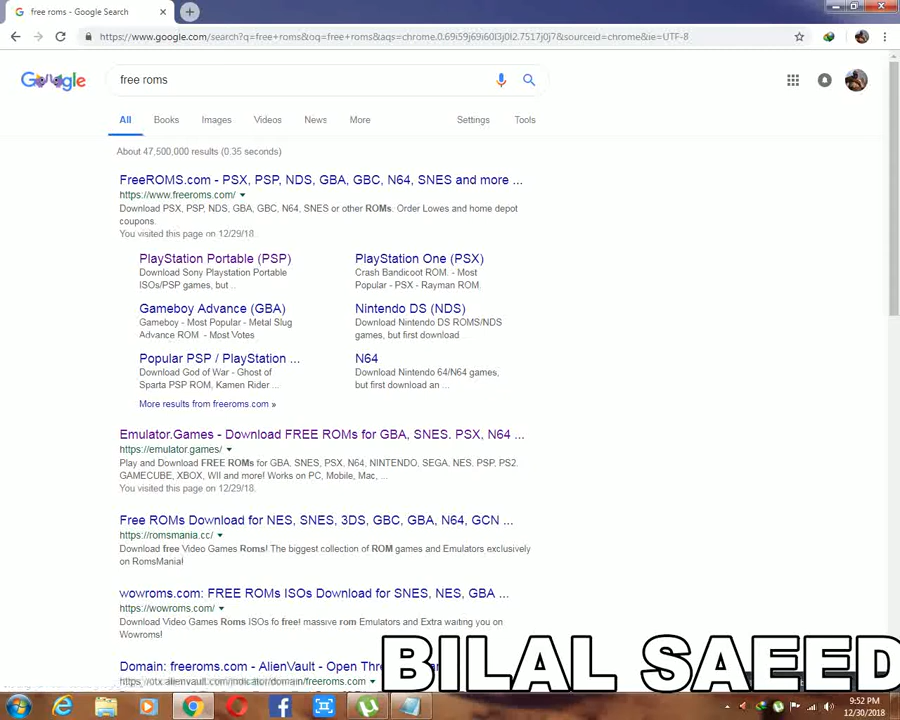 free roms - Google Search
https://www.google.com/search?q=free+roms&oq=free+roms&aqs=chrome.0.69i59j69i60l3j0l2.7517j0j7&sourceid=chrome&ie=UTF-8
Google
free roms
All Books Images Videos News More Settings Tools
About 47,500,000 results (0.35 seconds)
FreeROMS.com - PSX, PSP, NDS, GBA, GBC, N64, SNES and more ...
https://www.freeroms.com/
Download PSX, PSP, NDS, GBA, GBC, N64, SNES or other ROMs. Order Lowes and home depot
coupons.
You visited this page on 12/29/18.
PlayStation Portable (PSP)
Download Sony Playstation Portable
ISOs/PSP games, but ..
PlayStation One (PSX)
Crash Bandicoot ROM. - Most
Popular - PSX - Rayman ROM.
Gameboy Advance (GBA)
Gameboy - Most Popular - Metal Slug
Advance ROM - Most Votes
Nintendo DS (NDS)
Download Nintendo DS ROMS/NDS
games, but first download
Popular PSP / PlayStation ...
Download God of War - Ghost of
Sparta PSP ROM, Kamen Rider ...
N64
Download Nintendo 64/N64 games,
but first download an ...
More results from freeroms.com »
Emulator.Games - Download FREE ROMs for GBA, SNES. PSX, N64 ...
https://emulator.games/
Play and Download FREE ROMs for GBA. SNES, PSX, N64, NINTENDO. SEGA. NES. PSP, PS2.
GAMECUBE, XBOX, WII and more! Works on PC, Mobile, Mac, ...
You visited this page on 12/29/18.
Free ROMs Download for NES, SNES, 3DS, GBC, GBA, N64, GCN ...
https://romsmania.cc/
Download free Video Games Roms! The biggest collection of ROM games and Emulators exclusively
on RomsMania!
wowroms.com: FREE ROMs ISOs Download for SNES, NES, GBA ...
https://wowroms.com/
Download Video Games Roms ISOs fo free! massive rom Emulators and Extra waiting you on
Wowroms!
Domain: freeroms.com - AlienVault - Open Thr
https://otx.alienvault.com/indicator/domain/freeroms.com
BILAL SAEED
9:52 PM
12/30/2018